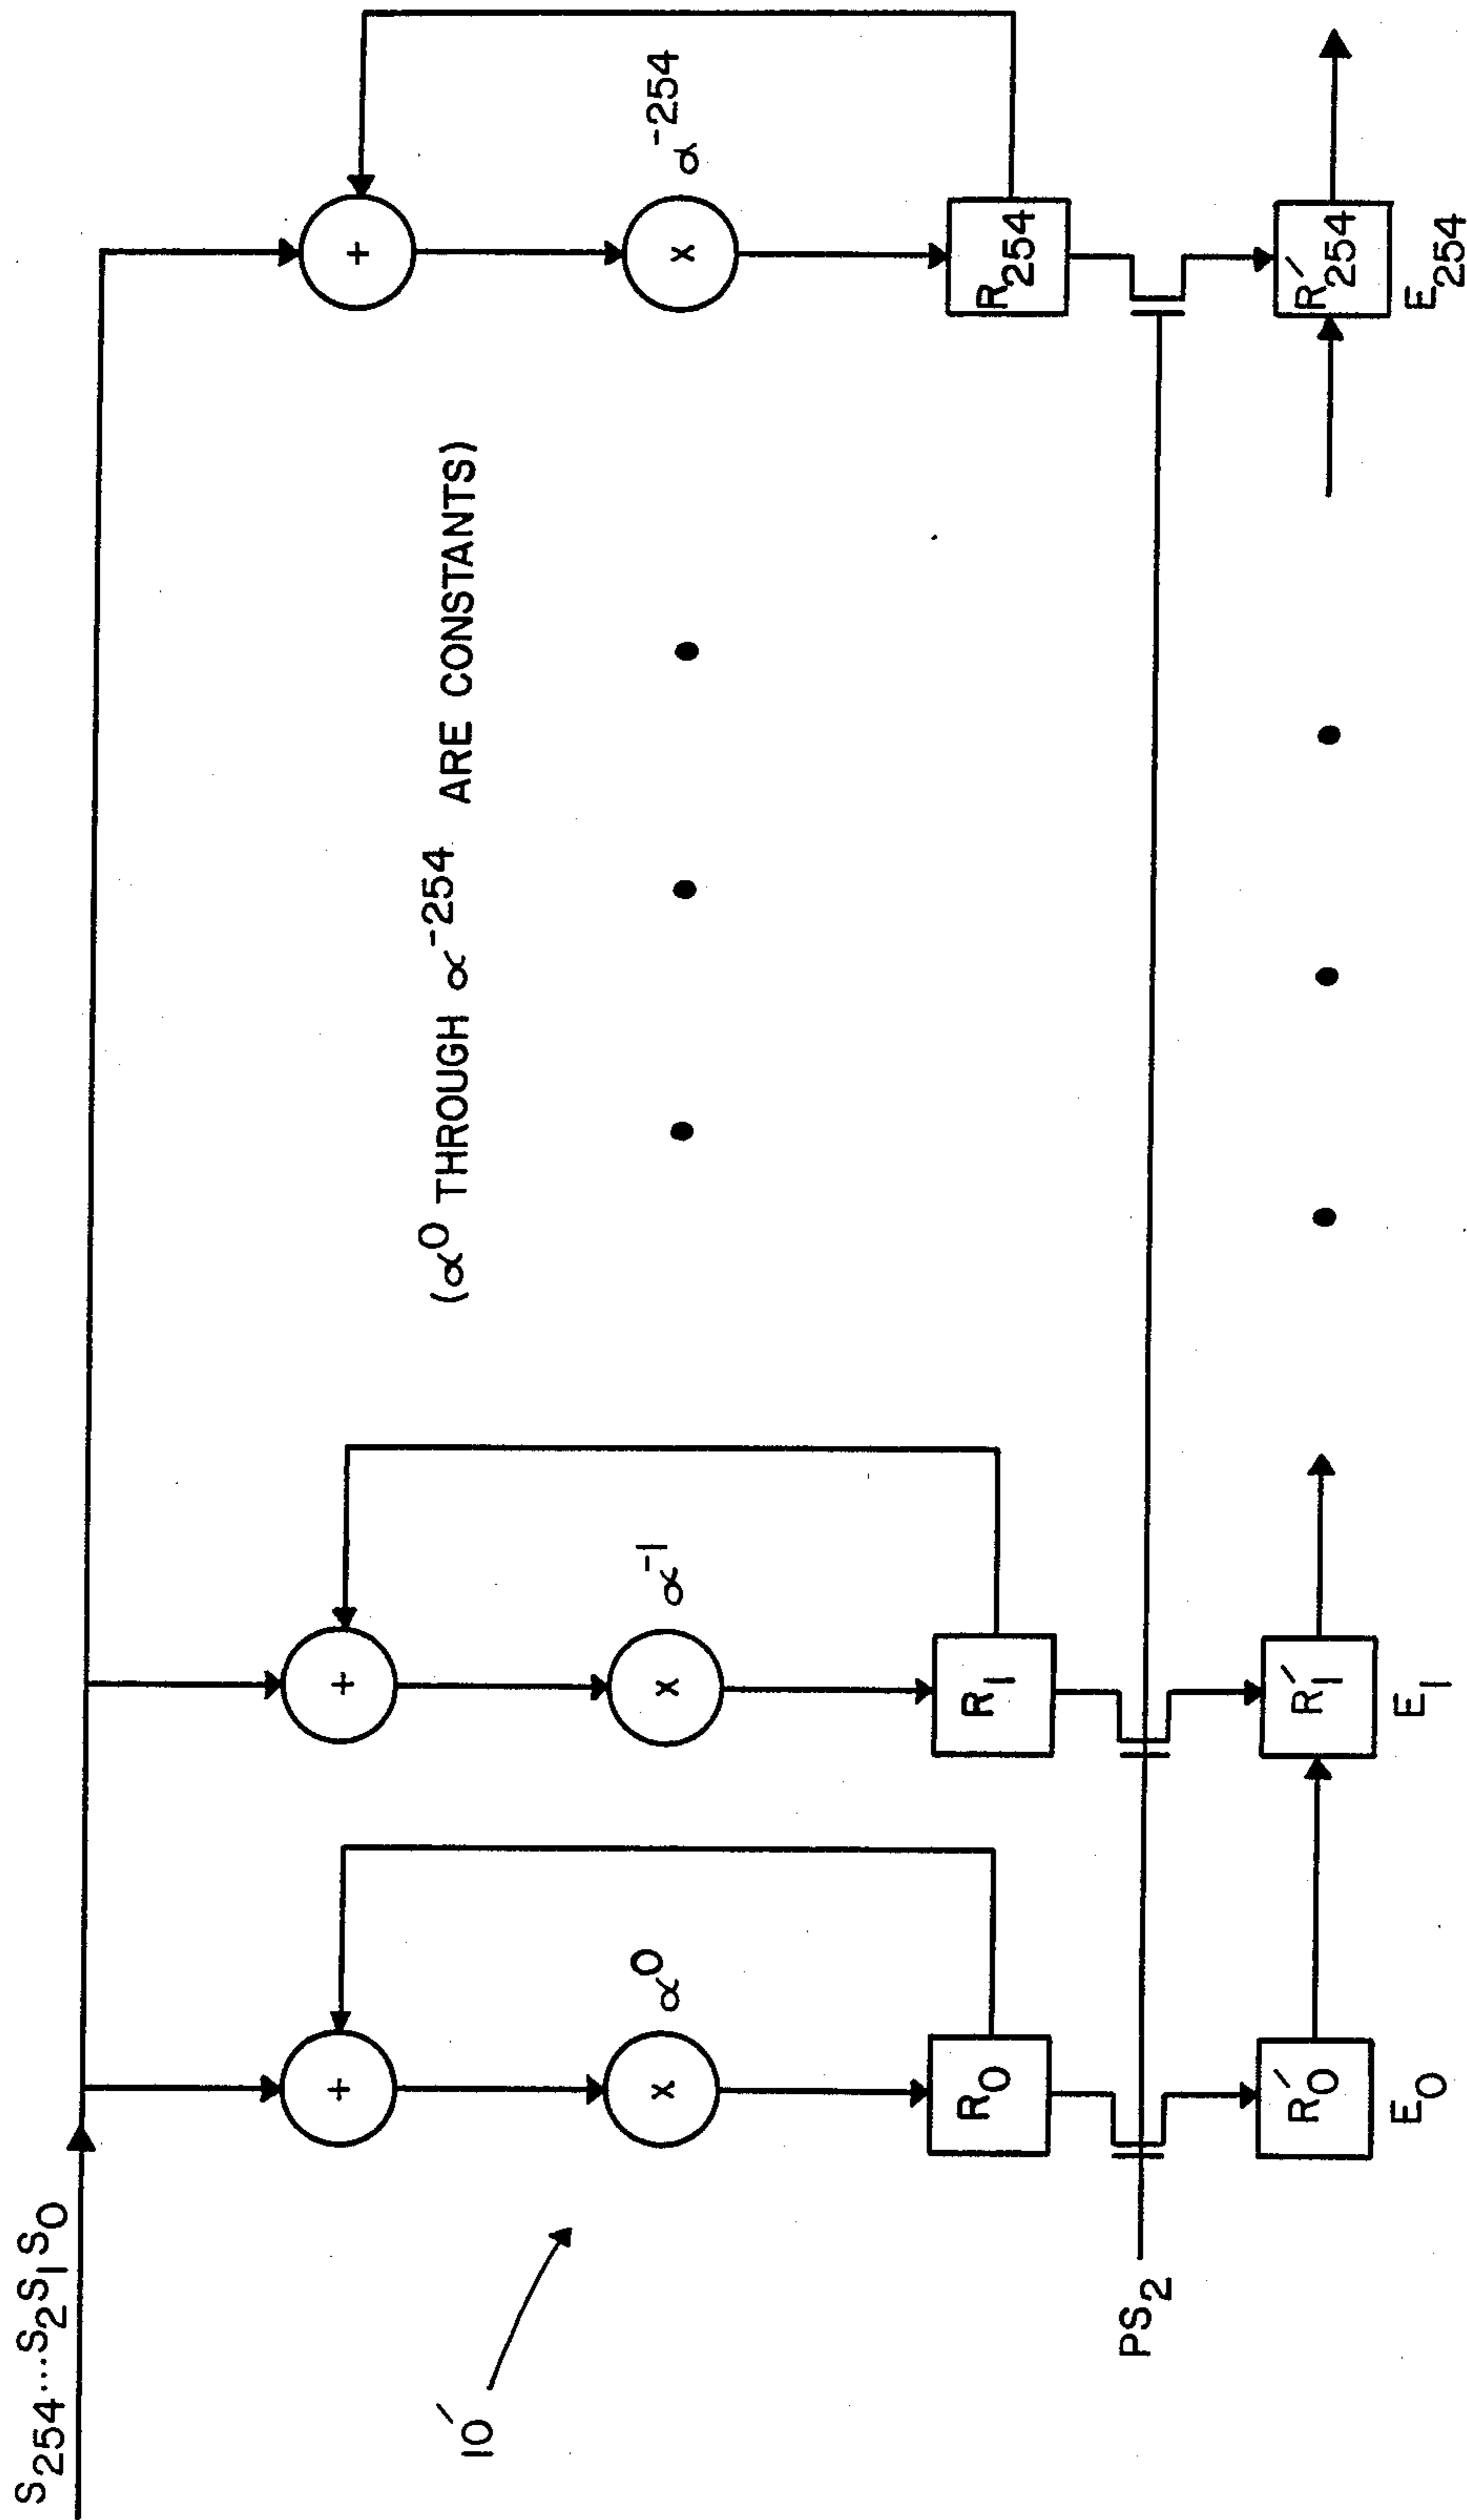 S₂₅₄...S₂S₁S₀
10′
+ + +
(α⁰ THROUGH α⁻²⁵⁴ ARE CONSTANTS)
x α⁰ x α⁻¹ x α⁻²⁵⁴
R₀ R₁ R₂₅₄
PS₂
R′₀ R′₁ R′₂₅₄
E₀ E₁ E₂₅₄